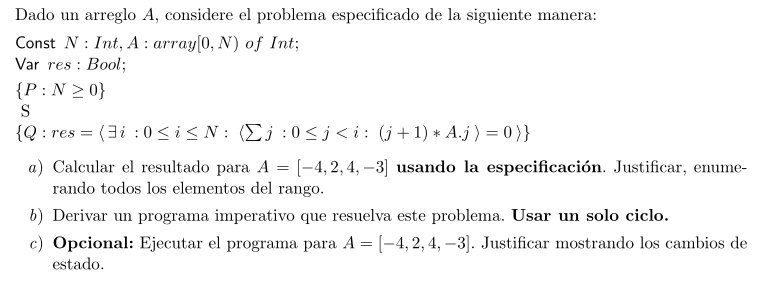 Dado un arreglo A, considere el problema especificado de la siguiente manera:
Const N : Int, A : array[0, N) of Int;
Var res : Bool;
{P : N ≥ 0}
S
{Q : res = ⟨ ∃ i : 0 ≤ i ≤ N : ⟨∑ j : 0 ≤ j < i : (j + 1) ∗ A.j ⟩ = 0 ⟩}
a) Calcular el resultado para A = [−4, 2, 4, −3] usando la especificación. Justificar, enume-
rando todos los elementos del rango.
b) Derivar un programa imperativo que resuelva este problema. Usar un solo ciclo.
c) Opcional: Ejecutar el programa para A = [−4, 2, 4, −3]. Justificar mostrando los cambios de
estado.